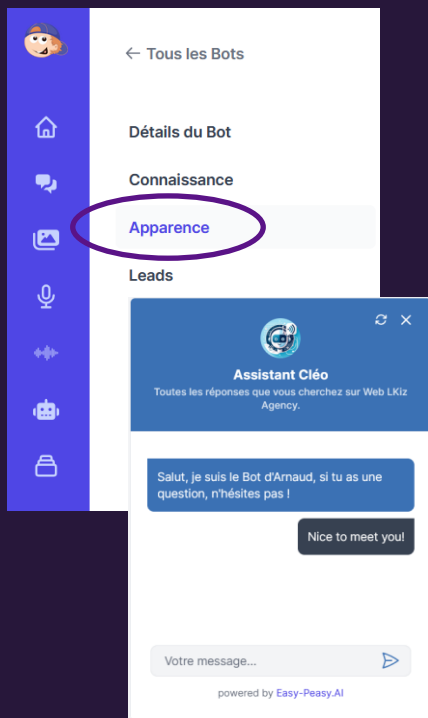 ← Tous les Bots
Détails du Bot
Connaissance
Apparence
Leads
Assistant Cléo
Toutes les réponses que vous cherchez sur Web LKiz
Agency.
Salut, je suis le Bot d'Arnaud, si tu as une
question, n'hésites pas !
Nice to meet you!
Votre message...
powered by Easy-Peasy.AI